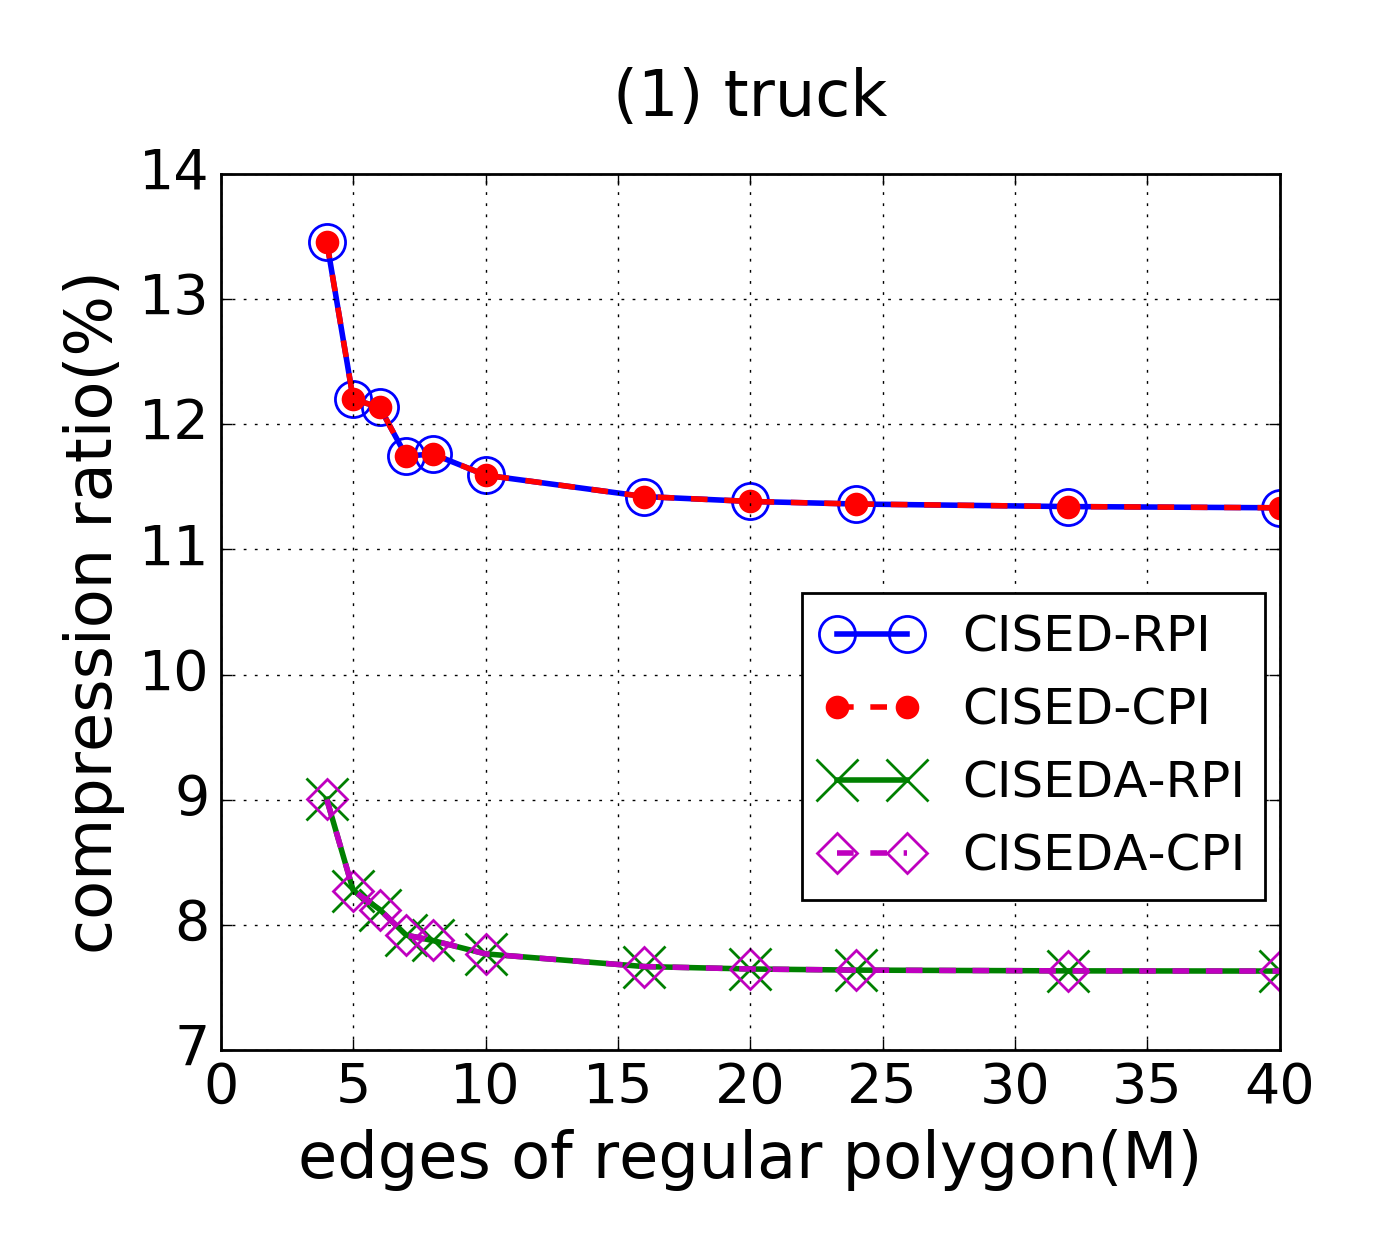 (1) truck
compression ratio(%)
14
13
12
11
10
9
8
7
0 5 10 15 20 25 30 35 40
edges of regular polygon(M)
CISED-RPI
CISED-CPI
CISEDA-RPI
CISEDA-CPI